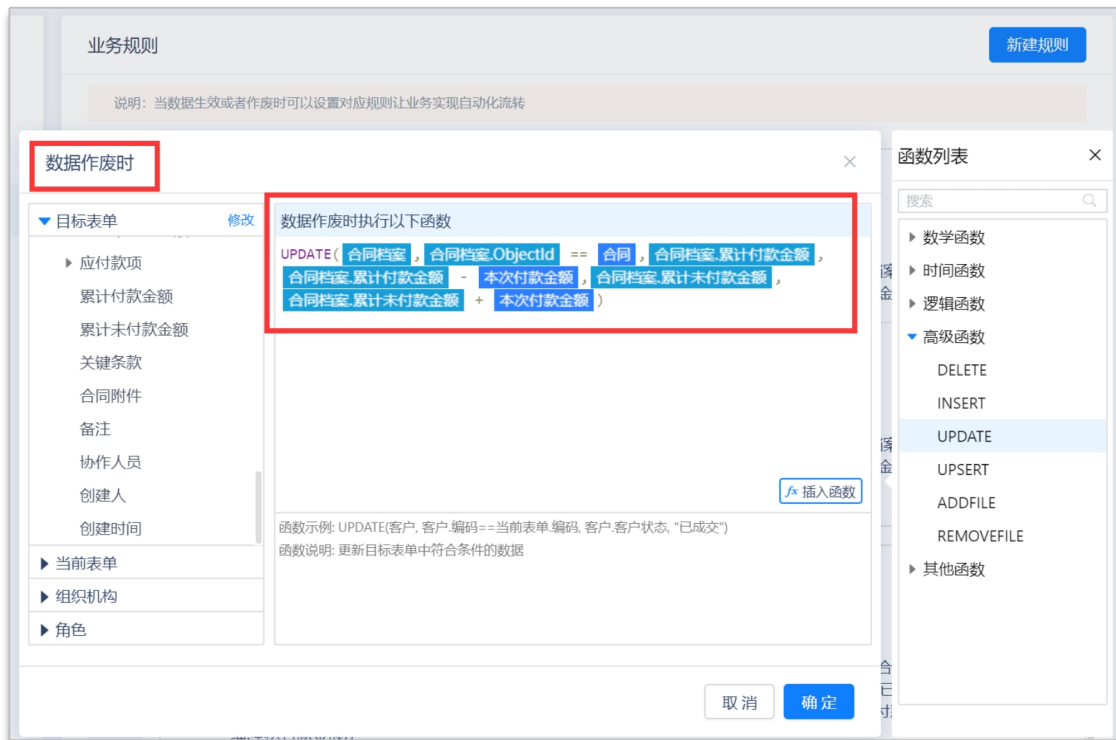 业务规则
新建规则
说明：当数据生效或者作废时可以设置对应规则让业务实现自动化流转
数据作废时
目标表单 修改
应付款项
累计付款金额
累计未付款金额
关键条款
合同附件
备注
协作人员
创建人
创建时间
当前表单
组织机构
角色
数据作废时执行以下函数
UPDATE( 合同档案 , 合同档案.ObjectId == 合同 , 合同档案.累计付款金额 ,
合同档案.累计付款金额 - 本次付款金额 , 合同档案.累计未付款金额 ,
合同档案.累计未付款金额 + 本次付款金额 )
fx 插入函数
函数示例: UPDATE(客户, 客户.编码==当前表单.编码, 客户.客户状态, "已成交")
函数说明: 更新目标表单中符合条件的数据
取消 确定
函数列表
搜索
数学函数
时间函数
逻辑函数
高级函数
DELETE
INSERT
UPDATE
UPSERT
ADDFILE
REMOVEFILE
其他函数